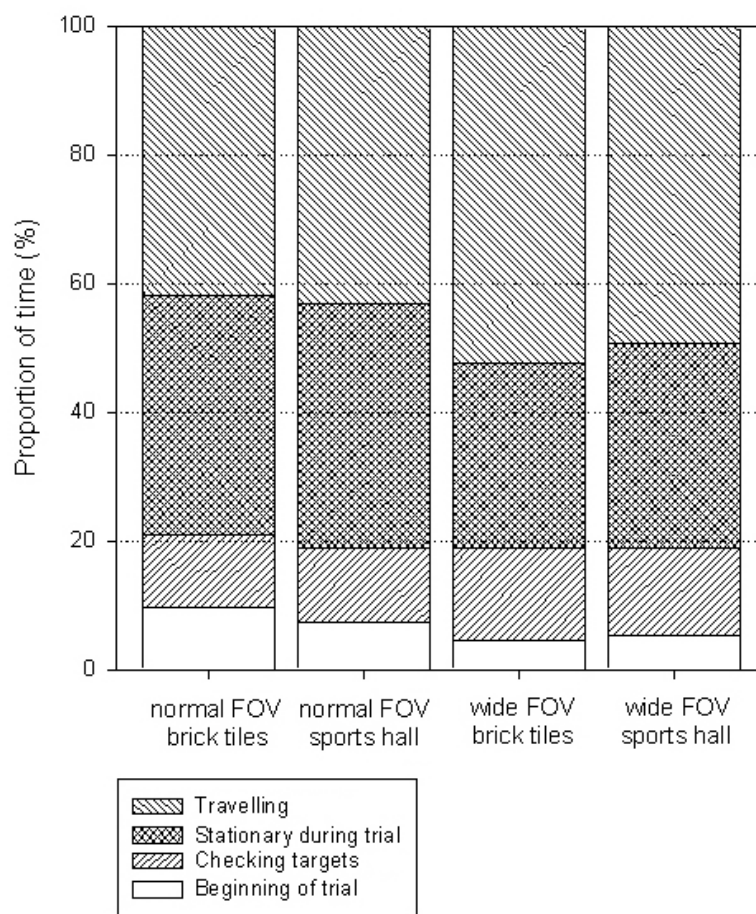 100
80
60
40
20
0
Proportion of time (%)
normal FOV
brick tiles
normal FOV
sports hall
wide FOV
brick tiles
wide FOV
sports hall
Travelling
Stationary during trial
Checking targets
Beginning of trial